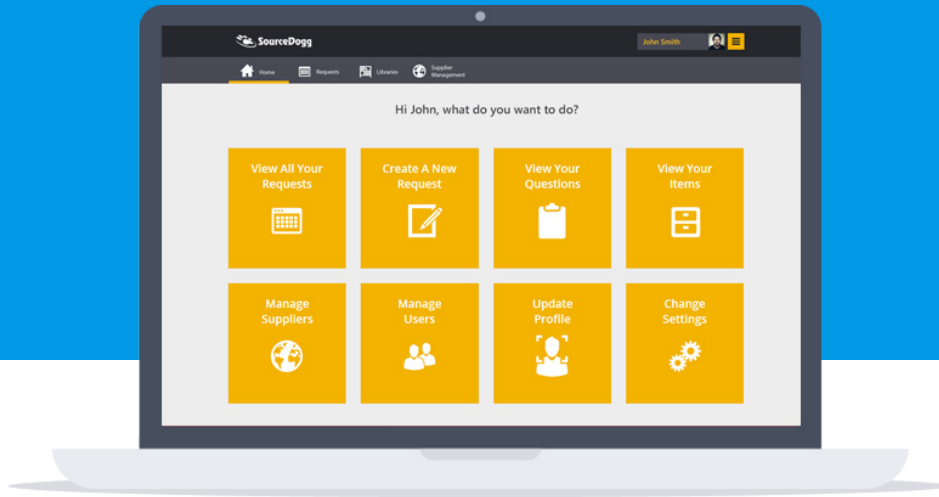 SourceDogg
John Smith
Home
Requests
Libraries
Supplier
Management
Hi John, what do you want to do?
View All Your
Requests
Create A New
Request
View Your
Questions
View Your
Items
Manage
Suppliers
Manage
Users
Update
Profile
Change
Settings